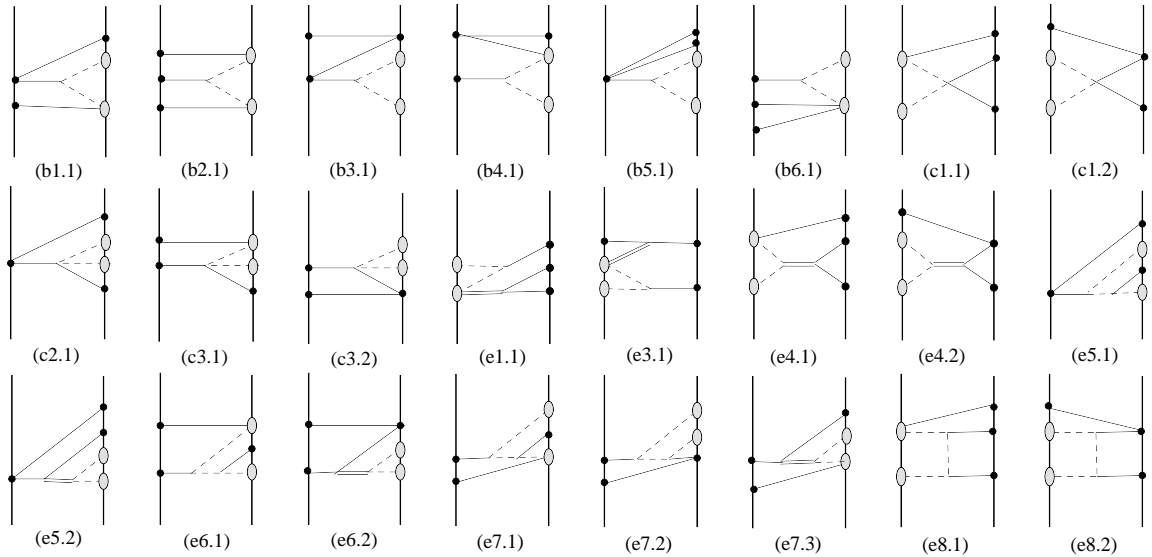 (b1.1) (b2.1) (b3.1) (b4.1) (b5.1) (b6.1) (c1.1) (c1.2)
(c2.1) (c3.1) (c3.2) (e1.1) (e3.1) (e4.1) (e4.2) (e5.1)
(e5.2) (e6.1) (e6.2) (e7.1) (e7.2) (e7.3) (e8.1) (e8.2)